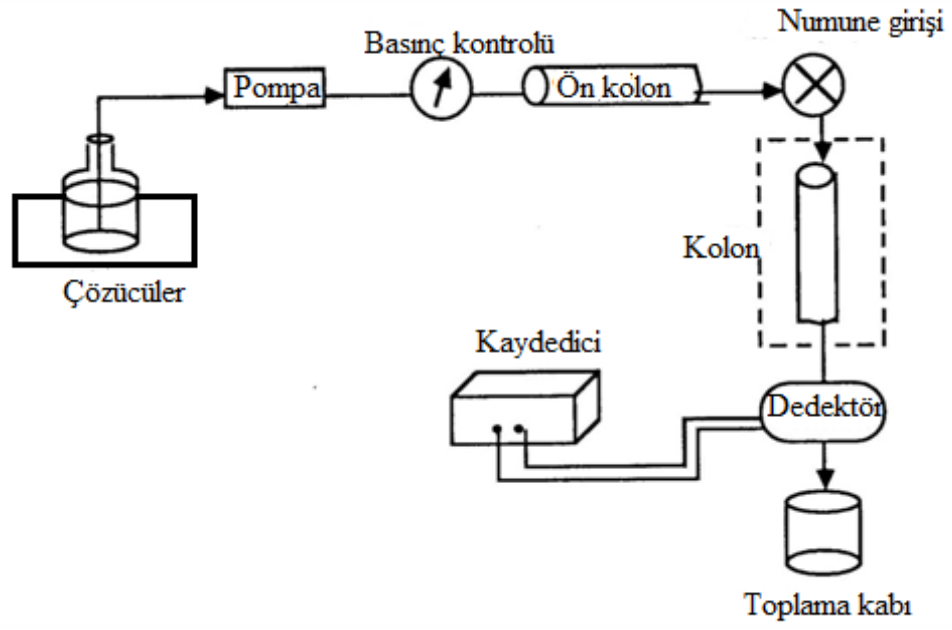 Numune girişi
Basınç kontrolü
Pompa
Ön kolon
Kolon
Çözücüler
Kaydedici
Dedektör
Toplama kabı